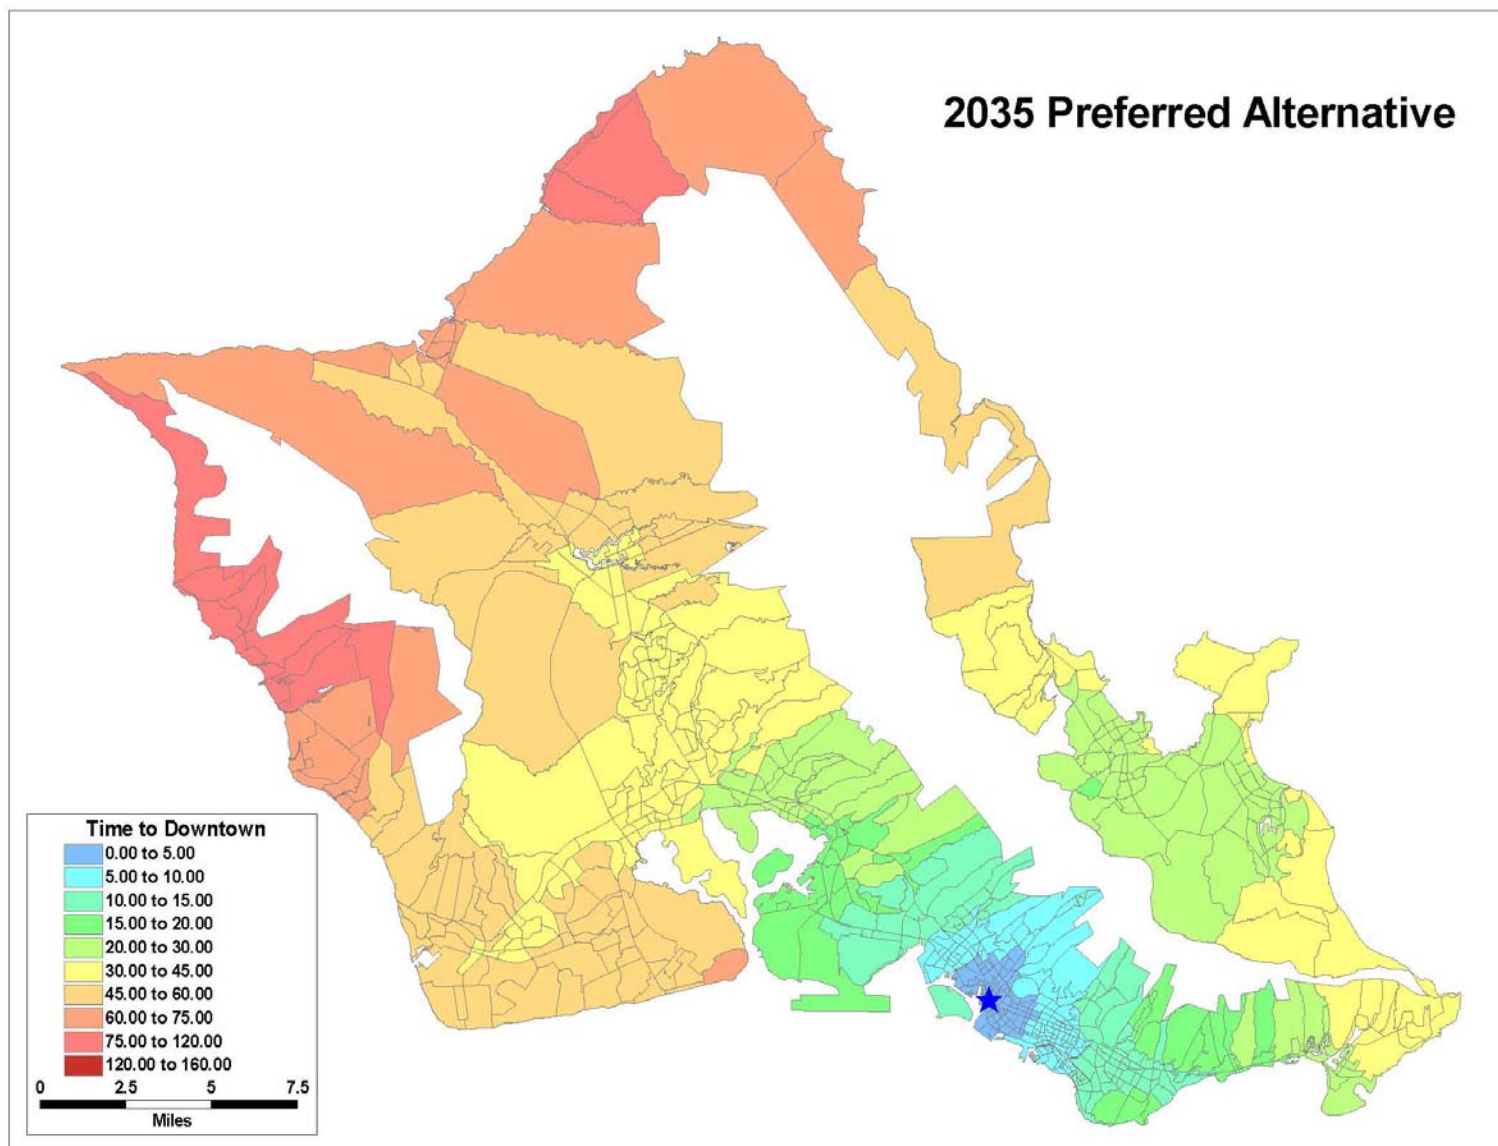 2035 Preferred Alternative
Time to Downtown
0.00 to 5.00
5.00 to 10.00
10.00 to 15.00
15.00 to 20.00
20.00 to 30.00
30.00 to 45.00
45.00 to 60.00
60.00 to 75.00
75.00 to 120.00
120.00 to 160.00
0 2.5 5 7.5
Miles